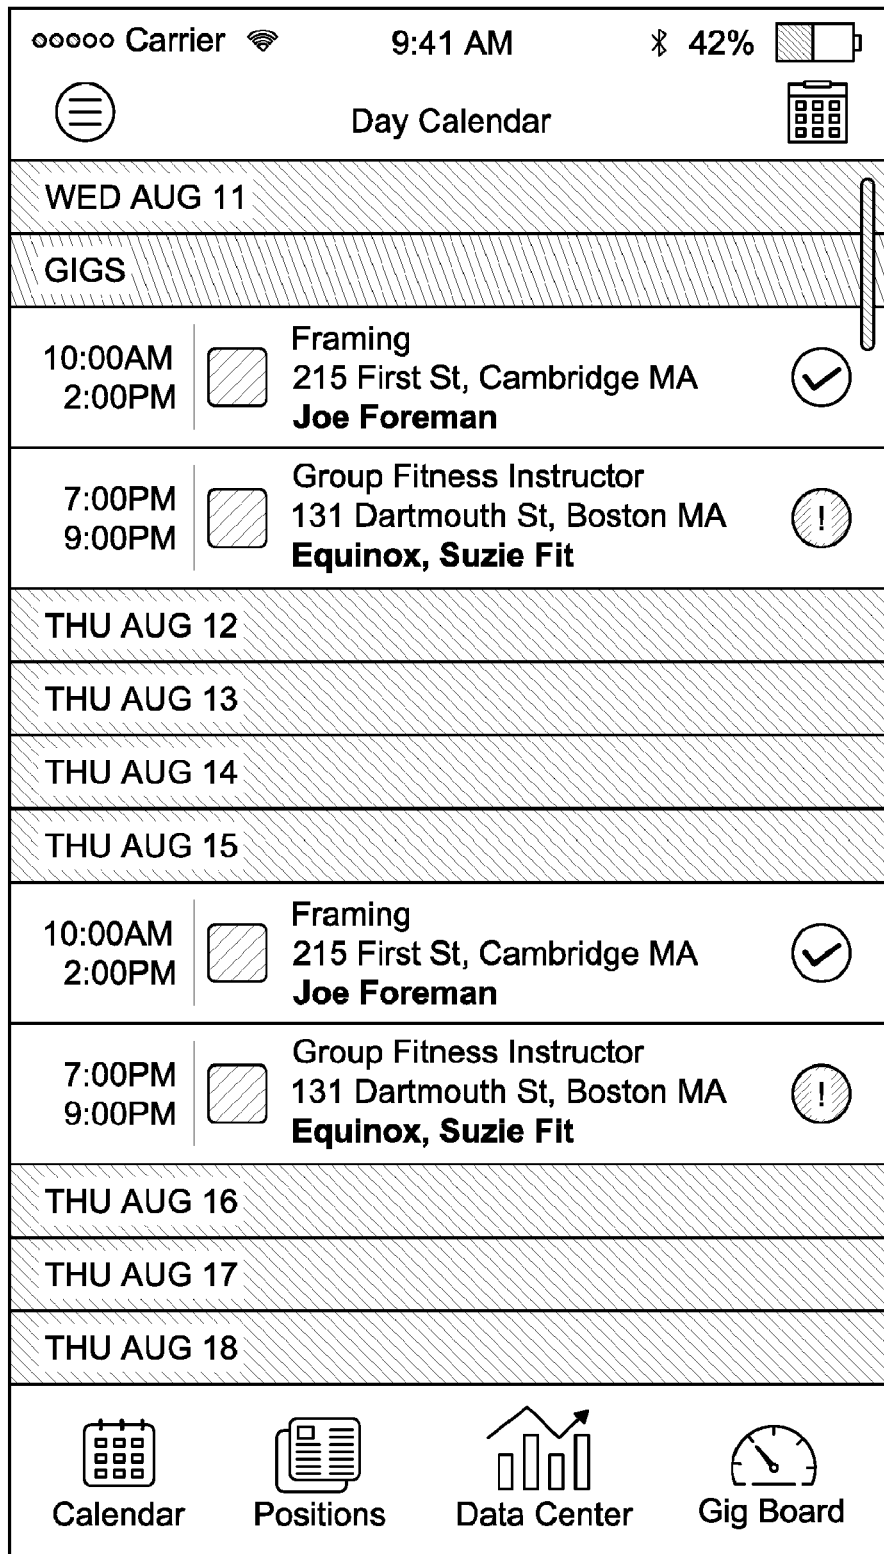 Carrier 9:41 AM 42%
Day Calendar
WED AUG 11
GIGS
10:00AM
2:00PM
Framing
215 First St, Cambridge MA
Joe Foreman
7:00PM
9:00PM
Group Fitness Instructor
131 Dartmouth St, Boston MA
Equinox, Suzie Fit
!
THU AUG 12
THU AUG 13
THU AUG 14
THU AUG 15
10:00AM
2:00PM
Framing
215 First St, Cambridge MA
Joe Foreman
7:00PM
9:00PM
Group Fitness Instructor
131 Dartmouth St, Boston MA
Equinox, Suzie Fit
!
THU AUG 16
THU AUG 17
THU AUG 18
Calendar Positions Data Center Gig Board